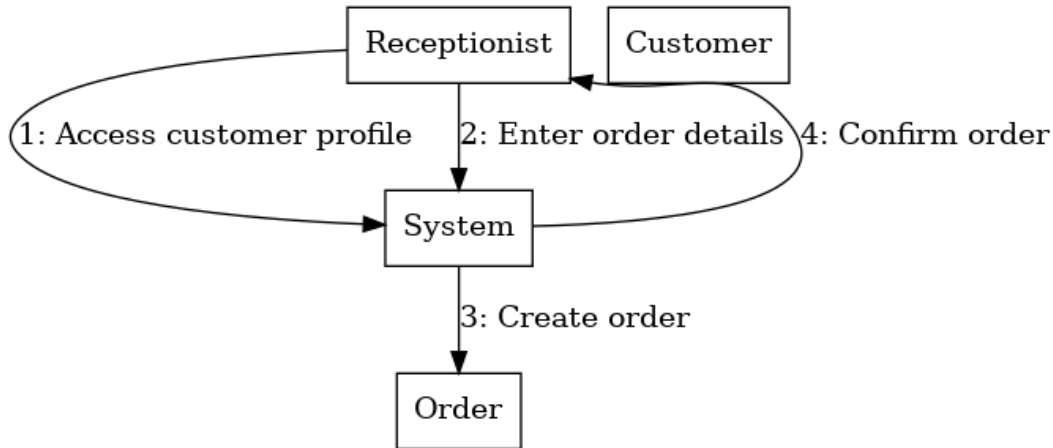 Receptionist
Customer
1: Access customer profile
2: Enter order details
4: Confirm order
System
3: Create order
Order